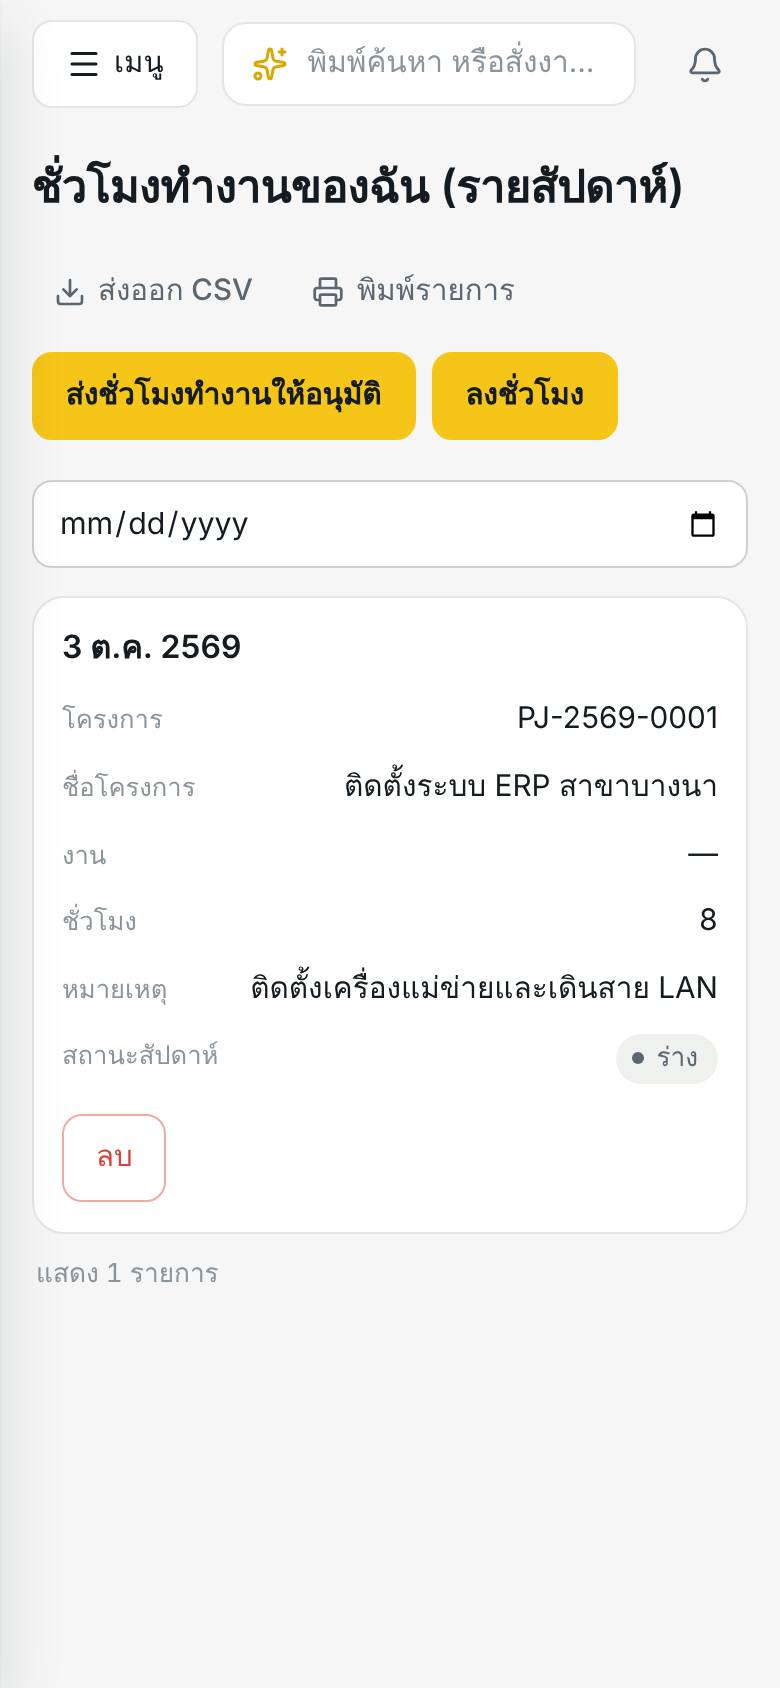 เมนู
พิมพ์ค้นหา หรือสั่งงา...
ชั่วโมงทำงานของฉัน (รายสัปดาห์)
ส่งออก CSV
พิมพ์รายการ
ส่งชั่วโมงทำงานให้อนุมัติ
ลงชั่วโมง
mm/dd/yyyy
3 ต.ค. 2569
โครงการ PJ-2569-0001
ชื่อโครงการ ติดตั้งระบบ ERP สาขาบางนา
งาน —
ชั่วโมง 8
หมายเหตุ ติดตั้งเครื่องแม่ข่ายและเดินสาย LAN
สถานะสัปดาห์ ร่าง
ลบ
แสดง 1 รายการ